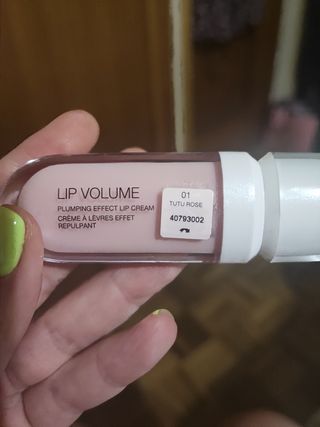 LIP VOLUME
PLUMPING EFFECT LIP CREAM
CRÈME À LÈVRES EFFET
REPULPANT
01
TUTU ROSE
40793002